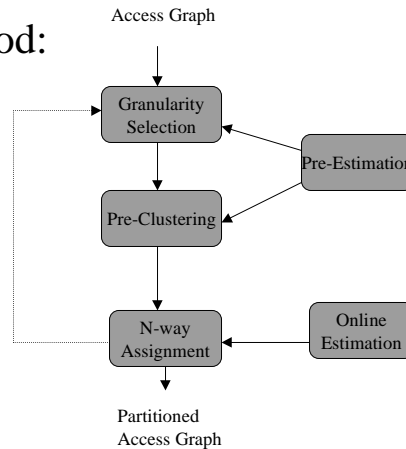 Access Graph
od:
Granularity
Selection
Pre-Estimation
Pre-Clustering
N-way
Assignment
Online
Estimation
Partitioned
Access Graph